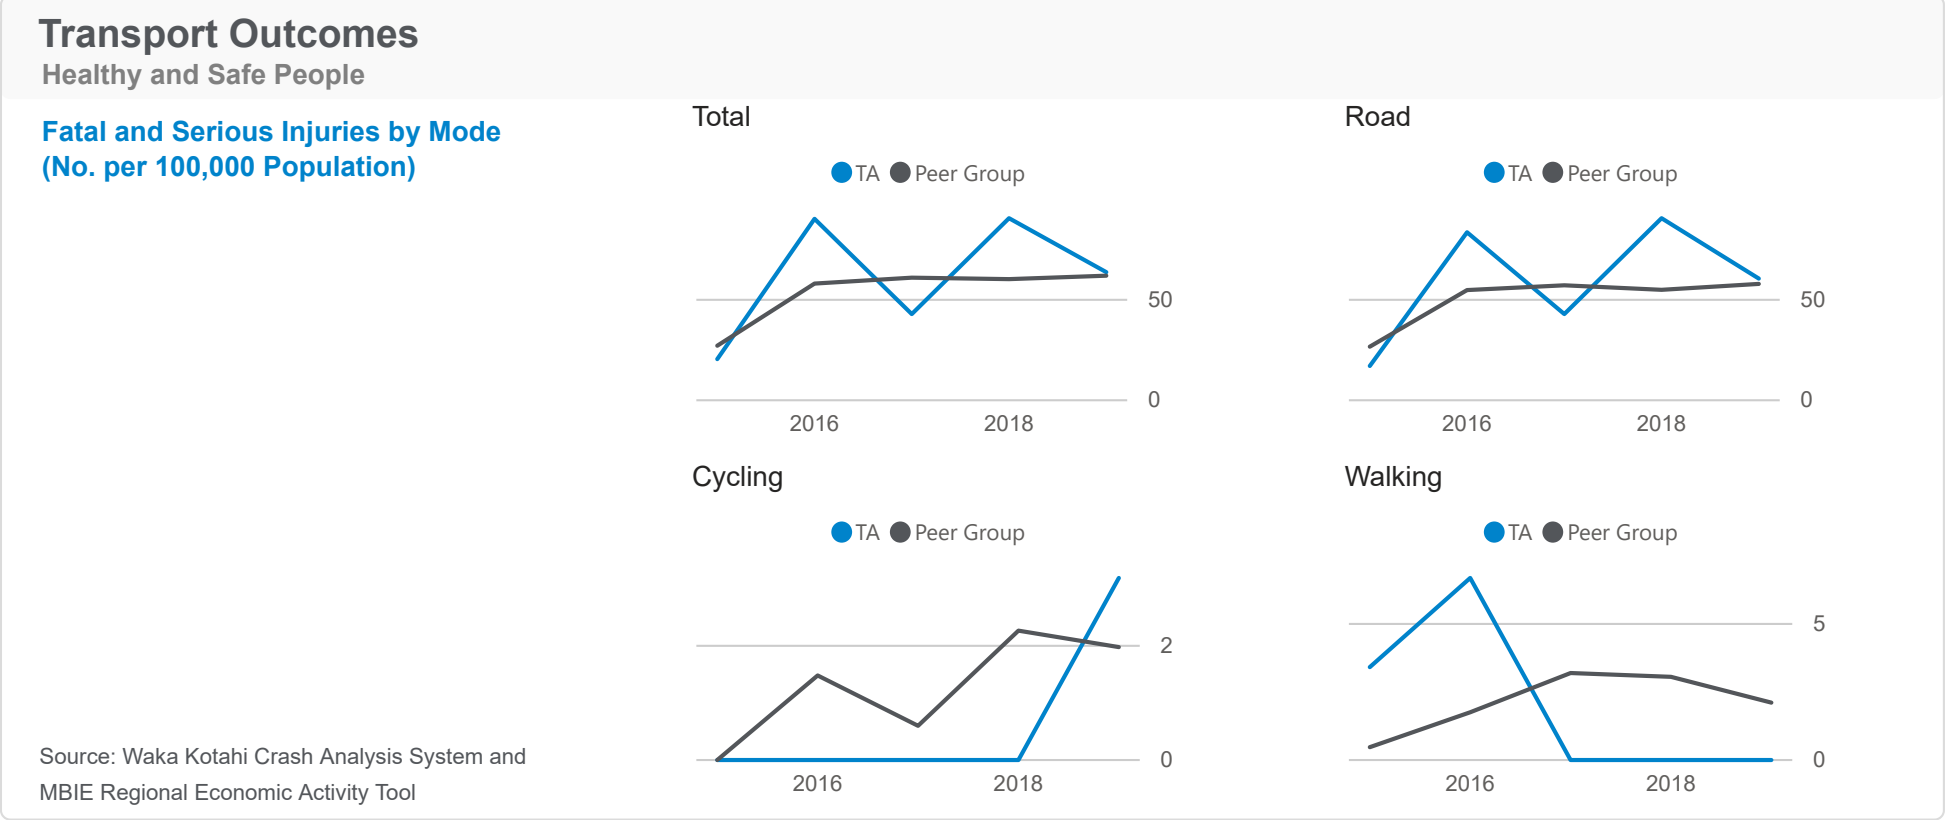 Transport Outcomes
Healthy and Safe People
Fatal and Serious Injuries by Mode
(No. per 100,000 Population)
Total
TA Peer Group
50
0
2016 2018
Road
TA Peer Group
50
0
2016 2018
Cycling
TA Peer Group
2
0
2016 2018
Walking
TA Peer Group
5
0
2016 2018
Source: Waka Kotahi Crash Analysis System and
MBIE Regional Economic Activity Tool